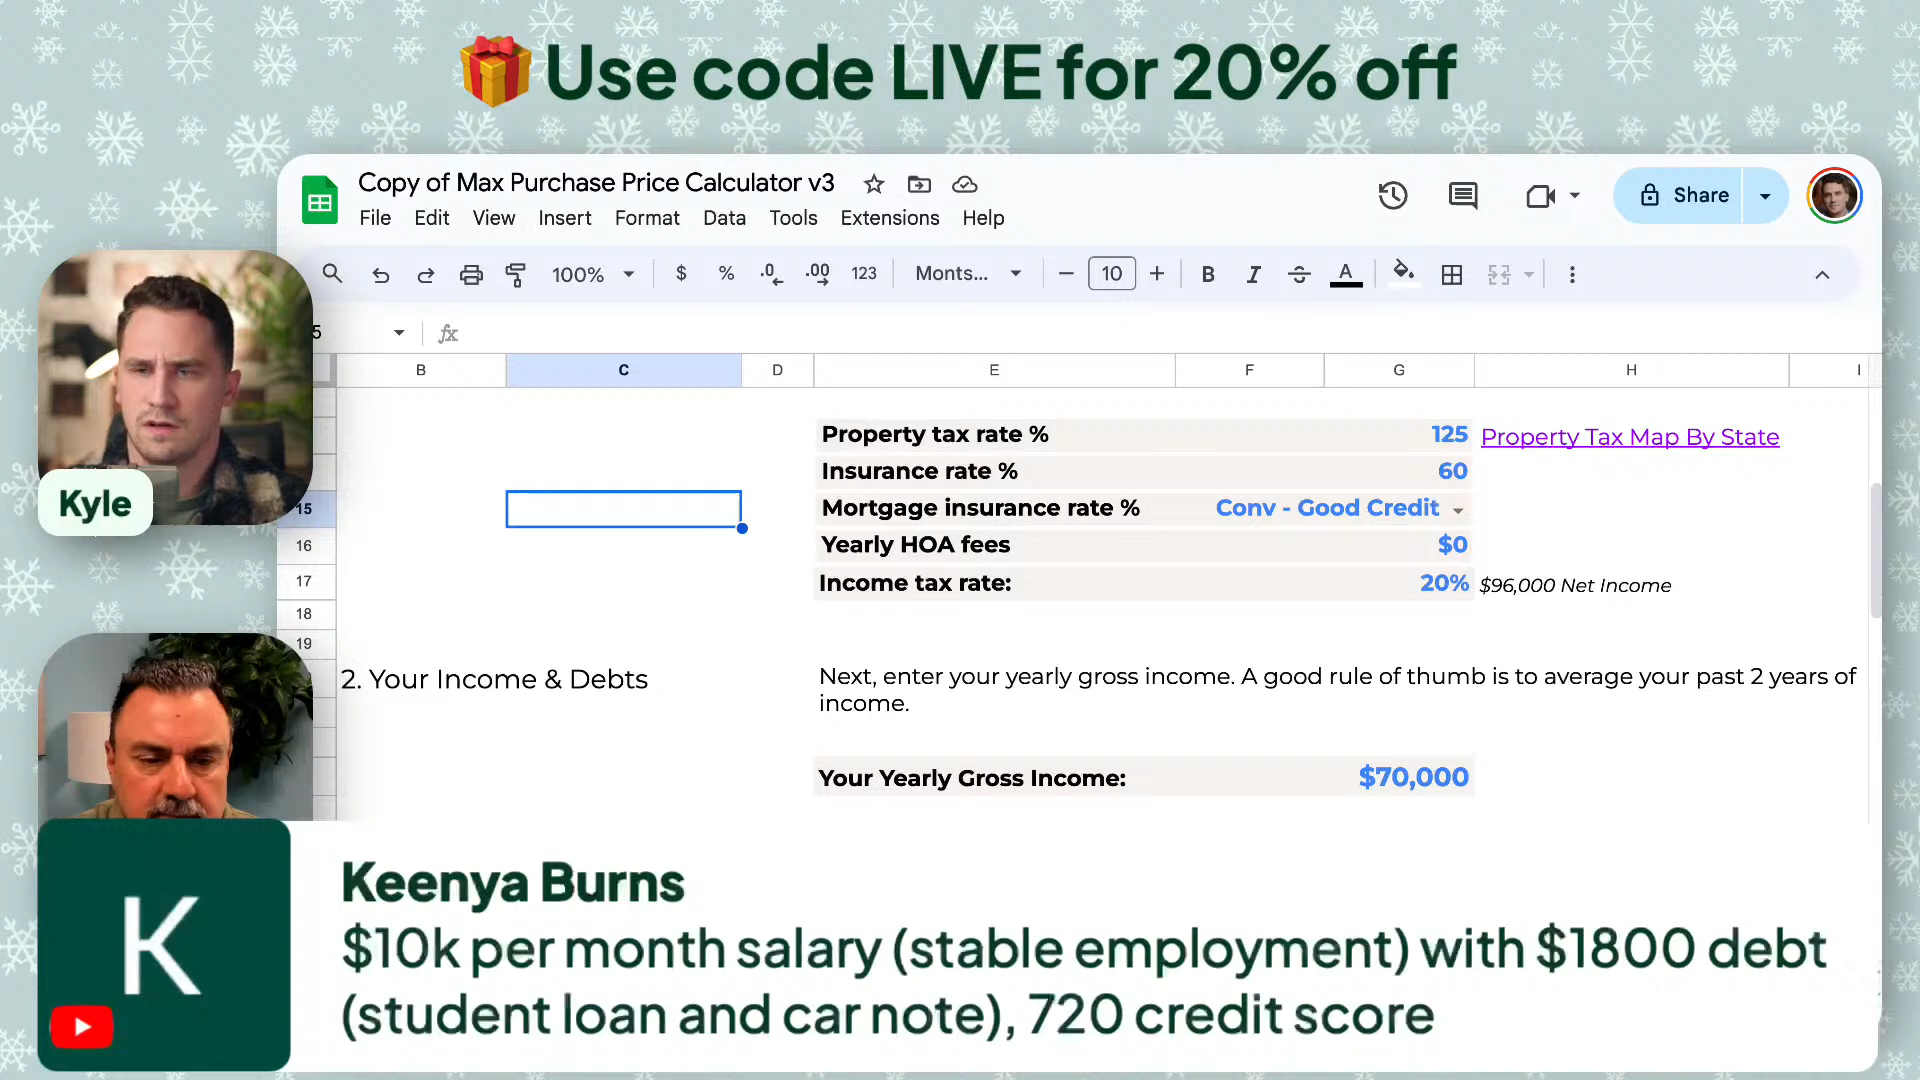 Use code LIVE for 20% off
Copy of Max Purchase Price Calculator v3
File Edit View Insert Format Data Tools Extensions Help
Share
100% $ % .0 .00 123 Monts... 10 B I A
5 fx
B C D E F G H I
Property tax rate % 125 Property Tax Map By State
Insurance rate % 60
15 Mortgage insurance rate % Conv - Good Credit
16 Yearly HOA fees $0
17 Income tax rate: 20% $96,000 Net Income
18
19
2. Your Income & Debts Next, enter your yearly gross income. A good rule of thumb is to average your past 2 years of
income.
Your Yearly Gross Income: $70,000
Kyle
K
Keenya Burns
$10k per month salary (stable employment) with $1800 debt
(student loan and car note), 720 credit score